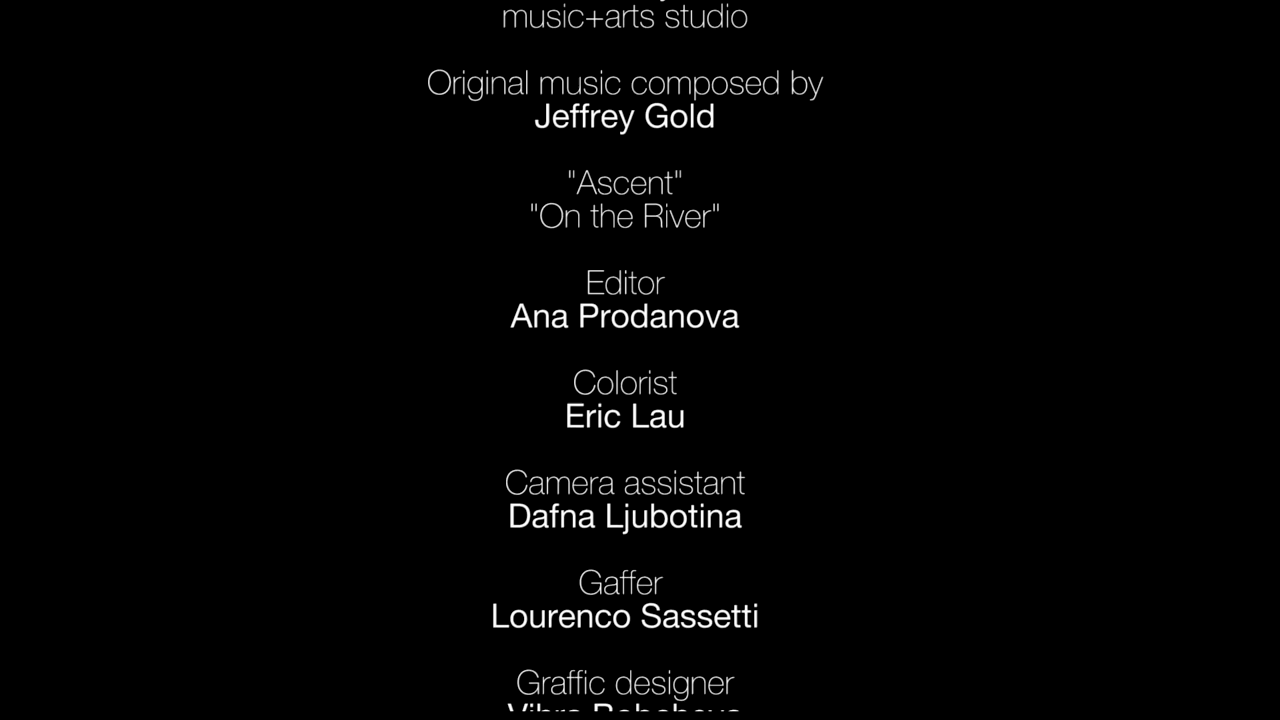 music+arts studio
Original music composed by
Jeffrey Gold
"Ascent"
"On the River"
Editor
Ana Prodanova
Colorist
Eric Lau
Camera assistant
Dafna Ljubotina
Gaffer
Lourenco Sassetti
Graffic designer